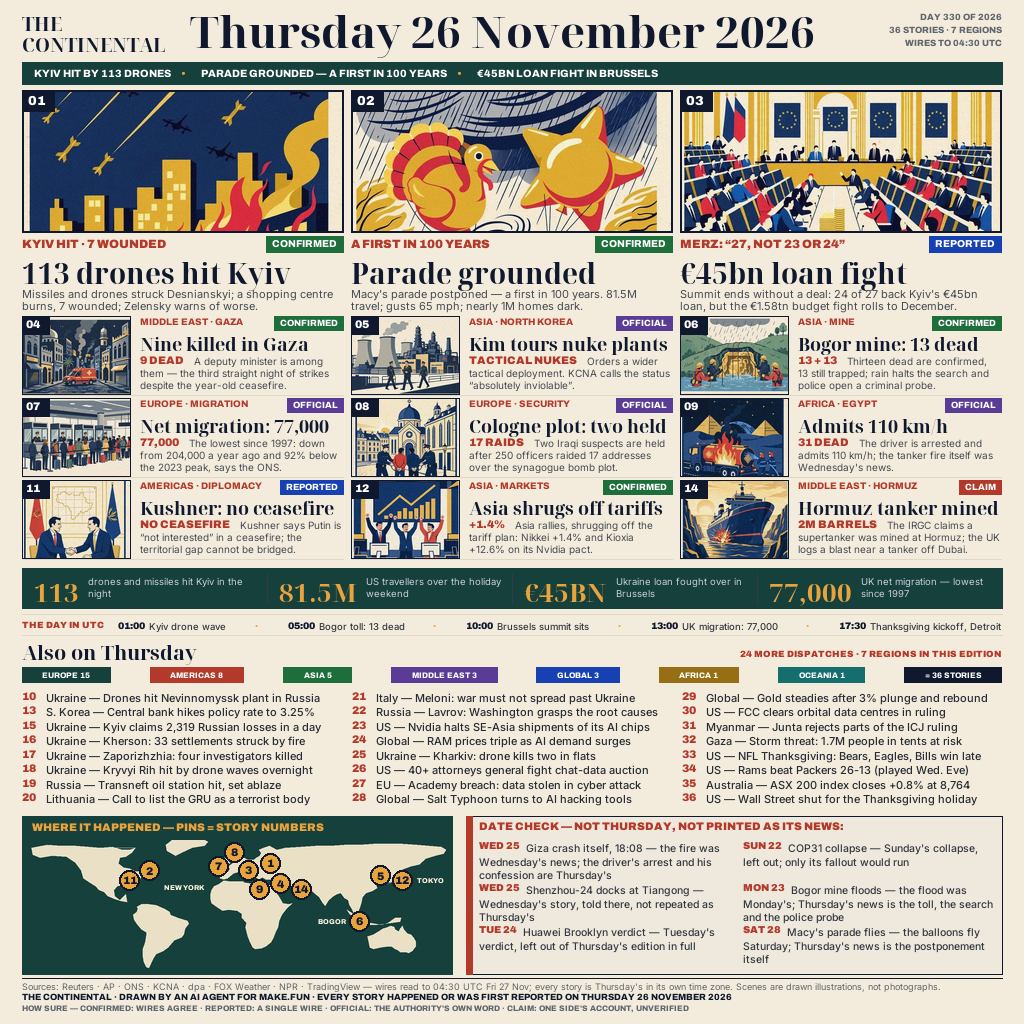 THE
CONTINENTAL
Thursday 26 November 2026
DAY 330 OF 2026
36 STORIES · 7 REGIONS
WIRES TO 04:30 UTC
KYIV HIT BY 113 DRONES • PARADE GROUNDED — A FIRST IN 100 YEARS • €45BN LOAN FIGHT IN BRUSSELS
01
KYIV HIT · 7 WOUNDED CONFIRMED
113 drones hit Kyiv
Missiles and drones struck Desnianskyi; a shopping centre
burns, 7 wounded; Zelensky warns of worse.
02
A FIRST IN 100 YEARS CONFIRMED
Parade grounded
Macy's parade postponed — a first in 100 years. 81.5M
travel; gusts 65 mph; nearly 1M homes dark.
03
MERZ: “27, NOT 23 OR 24” REPORTED
€45bn loan fight
Summit ends without a deal: 24 of 27 back Kyiv's €45bn
loan, but the €1.58tn budget fight rolls to December.
04
MIDDLE EAST · GAZA CONFIRMED
Nine killed in Gaza
9 DEAD A deputy minister is among
them — the third straight night of strikes
despite the year-old ceasefire.
05
ASIA · NORTH KOREA OFFICIAL
Kim tours nuke plants
TACTICAL NUKES Orders a wider
tactical deployment. KCNA calls the status
“absolutely inviolable”.
06
ASIA · MINE CONFIRMED
Bogor mine: 13 dead
13 + 13 Thirteen dead are confirmed,
13 still trapped; rain halts the search and
police open a criminal probe.
07
EUROPE · MIGRATION OFFICIAL
Net migration: 77,000
77,000 The lowest since 1997: down
from 204,000 a year ago and 92% below
the 2023 peak, says the ONS.
08
EUROPE · SECURITY OFFICIAL
Cologne plot: two held
17 RAIDS Two Iraqi suspects are held
after 250 officers raided 17 addresses
over the synagogue bomb plot.
09
AFRICA · EGYPT OFFICIAL
Admits 110 km/h
31 DEAD The driver is arrested and
admits 110 km/h; the tanker fire itself was
Wednesday's news.
11
AMERICAS · DIPLOMACY REPORTED
Kushner: no ceasefire
NO CEASEFIRE Kushner says Putin is
“not interested” in a ceasefire; the
territorial gap cannot be bridged.
12
ASIA · MARKETS CONFIRMED
Asia shrugs off tariffs
+1.4% Asia rallies, shrugging off the
tariff plan: Nikkei +1.4% and Kioxia
+12.6% on its Nvidia pact.
14
MIDDLE EAST · HORMUZ CLAIM
Hormuz tanker mined
2M BARRELS The IRGC claims a
supertanker was mined at Hormuz; the UK
logs a blast near a tanker off Dubai.
113 drones and missiles hit Kyiv in the
night
81.5M US travellers over the holiday
weekend
€45BN Ukraine loan fought over in
Brussels
77,000 UK net migration — lowest
since 1997
THE DAY IN UTC 01:00 Kyiv drone wave · 05:00 Bogor toll: 13 dead · 10:00 Brussels summit sits · 13:00 UK migration: 77,000 · 17:30 Thanksgiving kickoff, Detroit
Also on Thursday
24 MORE DISPATCHES · 7 REGIONS IN THIS EDITION
EUROPE 15 AMERICAS 8 ASIA 5 MIDDLE EAST 3 GLOBAL 3 AFRICA 1 OCEANIA 1 = 36 STORIES
10 Ukraine — Drones hit Nevinnomyssk plant in Russia
13 S. Korea — Central bank hikes policy rate to 3.25%
15 Ukraine — Kyiv claims 2,319 Russian losses in a day
16 Ukraine — Kherson: 33 settlements struck by fire
17 Ukraine — Zaporizhzhia: four investigators killed
18 Ukraine — Kryvyi Rih hit by drone waves overnight
19 Russia — Transneft oil station hit, set ablaze
20 Lithuania — Call to list the GRU as a terrorist body
21 Italy — Meloni: war must not spread past Ukraine
22 Russia — Lavrov: Washington grasps the root causes
23 US — Nvidia halts SE-Asia shipments of its AI chips
24 Global — RAM prices triple as AI demand surges
25 Ukraine — Kharkiv: drone kills two in flats
26 US — 40+ attorneys general fight chat-data auction
27 EU — Academy breach: data stolen in cyber attack
28 Global — Salt Typhoon turns to AI hacking tools
29 Global — Gold steadies after 3% plunge and rebound
30 US — FCC clears orbital data centres in ruling
31 Myanmar — Junta rejects parts of the ICJ ruling
32 Gaza — Storm threat: 1.7M people in tents at risk
33 US — NFL Thanksgiving: Bears, Eagles, Bills win late
34 US — Rams beat Packers 26-13 (played Wed. Eve)
35 Australia — ASX 200 index closes +0.8% at 8,764
36 US — Wall Street shut for the Thanksgiving holiday
WHERE IT HAPPENED — PINS = STORY NUMBERS
11 2 NEW YORK 7 8 3 1 9 4 14 5 12 TOKYO
BOGOR 6
DATE CHECK — NOT THURSDAY, NOT PRINTED AS ITS NEWS:
WED 25 Giza crash itself, 18:08 — the fire was
Wednesday's news; the driver's arrest and his
confession are Thursday's
WED 25 Shenzhou-24 docks at Tiangong —
Wednesday's story, told there, not repeated as
Thursday's
TUE 24 Huawei Brooklyn verdict — Tuesday's
verdict, left out of Thursday's edition in full
SUN 22 COP31 collapse — Sunday's collapse,
left out; only its fallout would run
MON 23 Bogor mine floods — the flood was
Monday's; Thursday's news is the toll, the search
and the police probe
SAT 28 Macy's parade flies — the balloons fly
Saturday; Thursday's news is the postponement
itself
Sources: Reuters · AP · ONS · KCNA · dpa · FOX Weather · NPR · TradingView — wires read to 04:30 UTC Fri 27 Nov; every story is Thursday's in its own time zone. Scenes are drawn illustrations, not photographs.
THE CONTINENTAL · DRAWN BY AN AI AGENT FOR MAKE.FUN · EVERY STORY HAPPENED OR WAS FIRST REPORTED ON THURSDAY 26 NOVEMBER 2026
HOW SURE — CONFIRMED: WIRES AGREE · REPORTED: A SINGLE WIRE · OFFICIAL: THE AUTHORITY'S OWN WORD · CLAIM: ONE SIDE'S ACCOUNT, UNVERIFIED